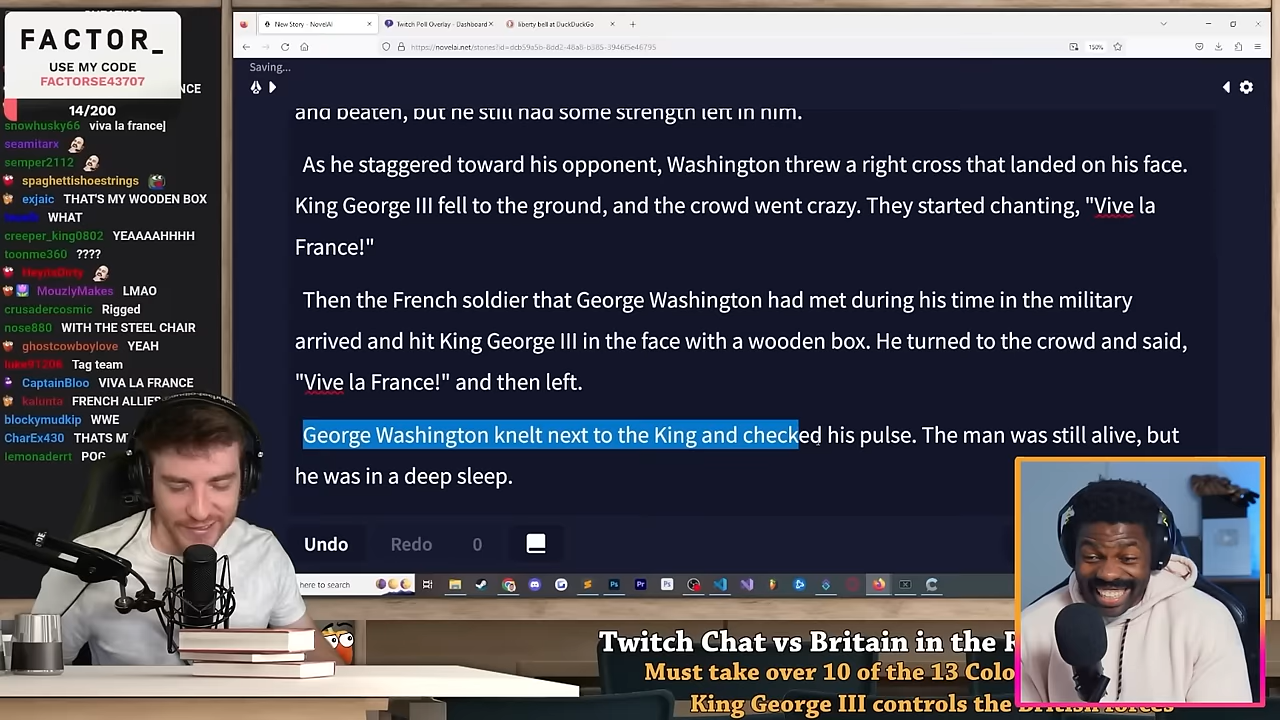 FACTOR_
USE MY CODE
FACTORSE43707
14/200
NCE
snowhusky66 viva la france]
seamitarx
semper2112
spaghettishoestrings
exjaic THAT'S MY WOODEN BOX
WHAT
creeper_king0802 YEAAAAHHHH
toonme360 ????
HeynaDirty
MouzlyMakes LMAO
crusadercosmic Rigged
nose880 WITH THE STEEL CHAIR
ghostcowboylove YEAH
luke91206 Tag team
CaptainBloo VIVA LA FRANCE
kalunta FRENCH ALLIES
blockymudkip WWE
CharEx430 THATS M
lemonaderrt POG
New Story - NovelAI
Twitch Poll Overlay - Dashboard
liberty bell at DuckDuckGo
150%
Saving...
and beaten, but he still had some strength left in him.
As he staggered toward his opponent, Washington threw a right cross that landed on his face.
King George III fell to the ground, and the crowd went crazy. They started chanting, "Vive la
France!"
Then the French soldier that George Washington had met during his time in the military
arrived and hit King George III in the face with a wooden box. He turned to the crowd and said,
"Vive la France!" and then left.
George Washington knelt next to the King and checked his pulse. The man was still alive, but
he was in a deep sleep.
Undo
Redo
0
here to search
Twitch Chat vs Britain in the R
Must take over 10 of the 13 Colo
King George III controls the British forces